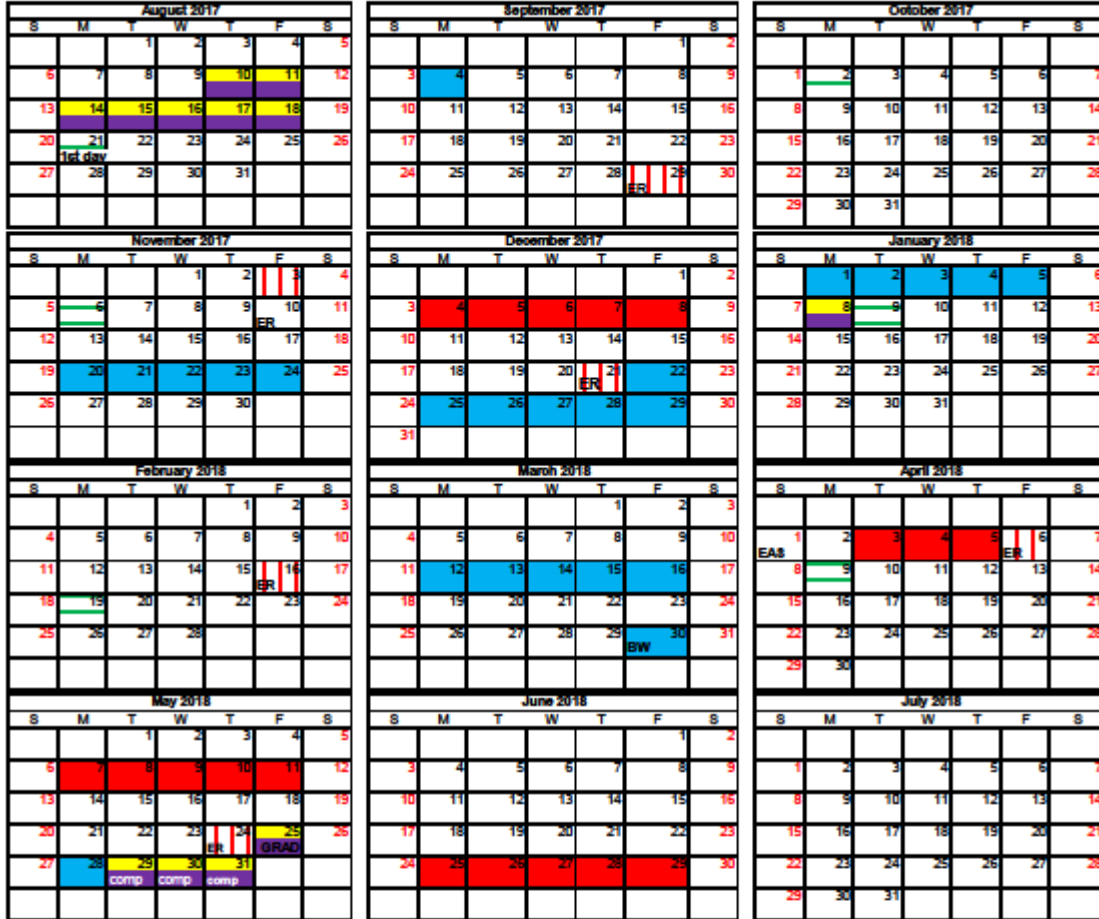 August 2017 September 2017 October 2017
S M T W T F S S M T W T F S S M T W T F S
1 2 3 4 5 1 2
6 7 8 9 10 11 12 3 4 5 6 7 8 9 1 2 3 4 5 6 7
13 14 15 16 17 18 19 10 11 12 13 14 15 16 8 9 10 11 12 13 14
20 21 22 23 24 25 26 17 18 19 20 21 22 23 15 16 17 18 19 20 21
1st day
27 28 29 30 31 24 25 26 27 28 29 30 22 23 24 25 26 27 28
ER
29 30 31
November 2017 December 2017 January 2018
S M T W T F S S M T W T F S S M T W T F S
1 2 3 4 1 2 1 2 3 4 5 6
5 6 7 8 9 10 11 3 4 5 6 7 8 9 7 8 9 10 11 12 13
ER
12 13 14 15 16 17 18 10 11 12 13 14 15 16 14 15 16 17 18 19 20
19 20 21 22 23 24 25 17 18 19 20 21 22 23 21 22 23 24 25 26 27
ER
26 27 28 29 30 24 25 26 27 28 29 30 28 29 30 31
31
February 2018 March 2018 April 2018
S M T W T F S S M T W T F S S M T W T F S
1 2 3 1 2 3
4 5 6 7 8 9 10 4 5 6 7 8 9 10 1 2 3 4 5 6 7
EAS ER
11 12 13 14 15 16 17 11 12 13 14 15 16 17 8 9 10 11 12 13 14
ER
18 19 20 21 22 23 24 18 19 20 21 22 23 24 15 16 17 18 19 20 21
25 26 27 28 25 26 27 28 29 30 31 22 23 24 25 26 27 28
BW
29 30
May 2018 June 2018 July 2018
S M T W T F S S M T W T F S S M T W T F S
1 2 3 4 5 1 2
6 7 8 9 10 11 12 3 4 5 6 7 8 9 1 2 3 4 5 6 7
13 14 15 16 17 18 19 10 11 12 13 14 15 16 8 9 10 11 12 13 14
20 21 22 23 24 25 26 17 18 19 20 21 22 23 15 16 17 18 19 20 21
ER GRAD
27 28 29 30 31 24 25 26 27 28 29 30 22 23 24 25 26 27 28
comp comp comp
29 30 31